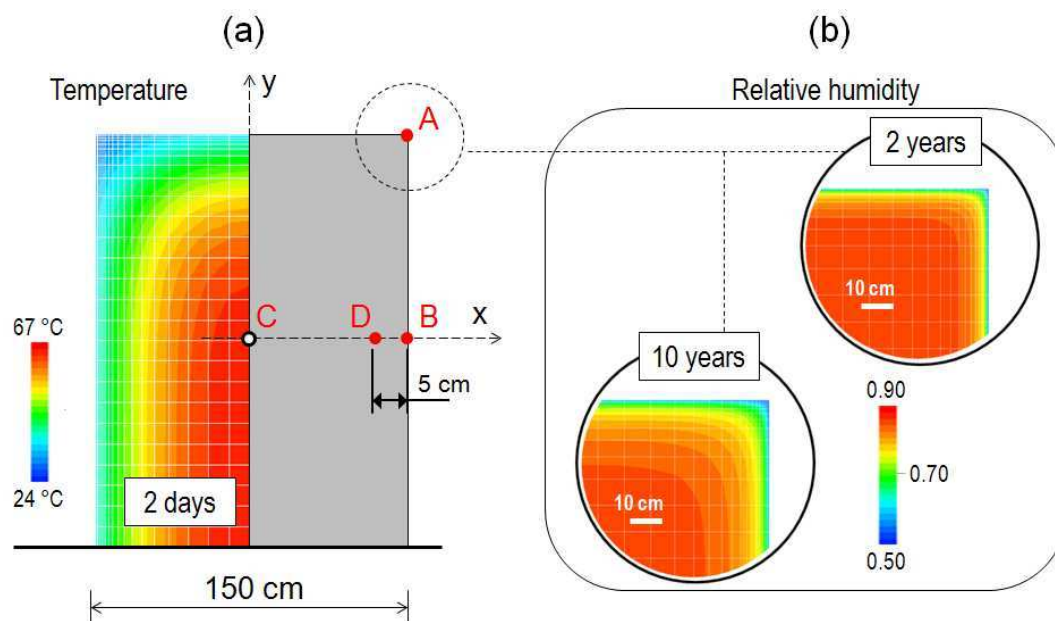 (a)
(b)
Temperature
y
A
Relative humidity
2 years
10 cm
67 °C
C
D
B
x
5 cm
10 years
0.90
0.70
0.50
10 cm
24 °C
2 days
150 cm